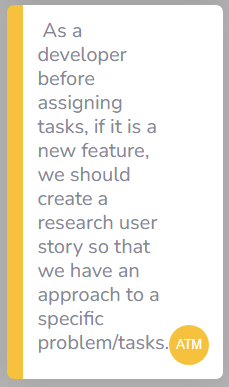 As a
developer
before
assigning
tasks, if it is a
new feature,
we should
create a
research user
story so that
we have an
approach to a
specific
problem/tasks.
ATM